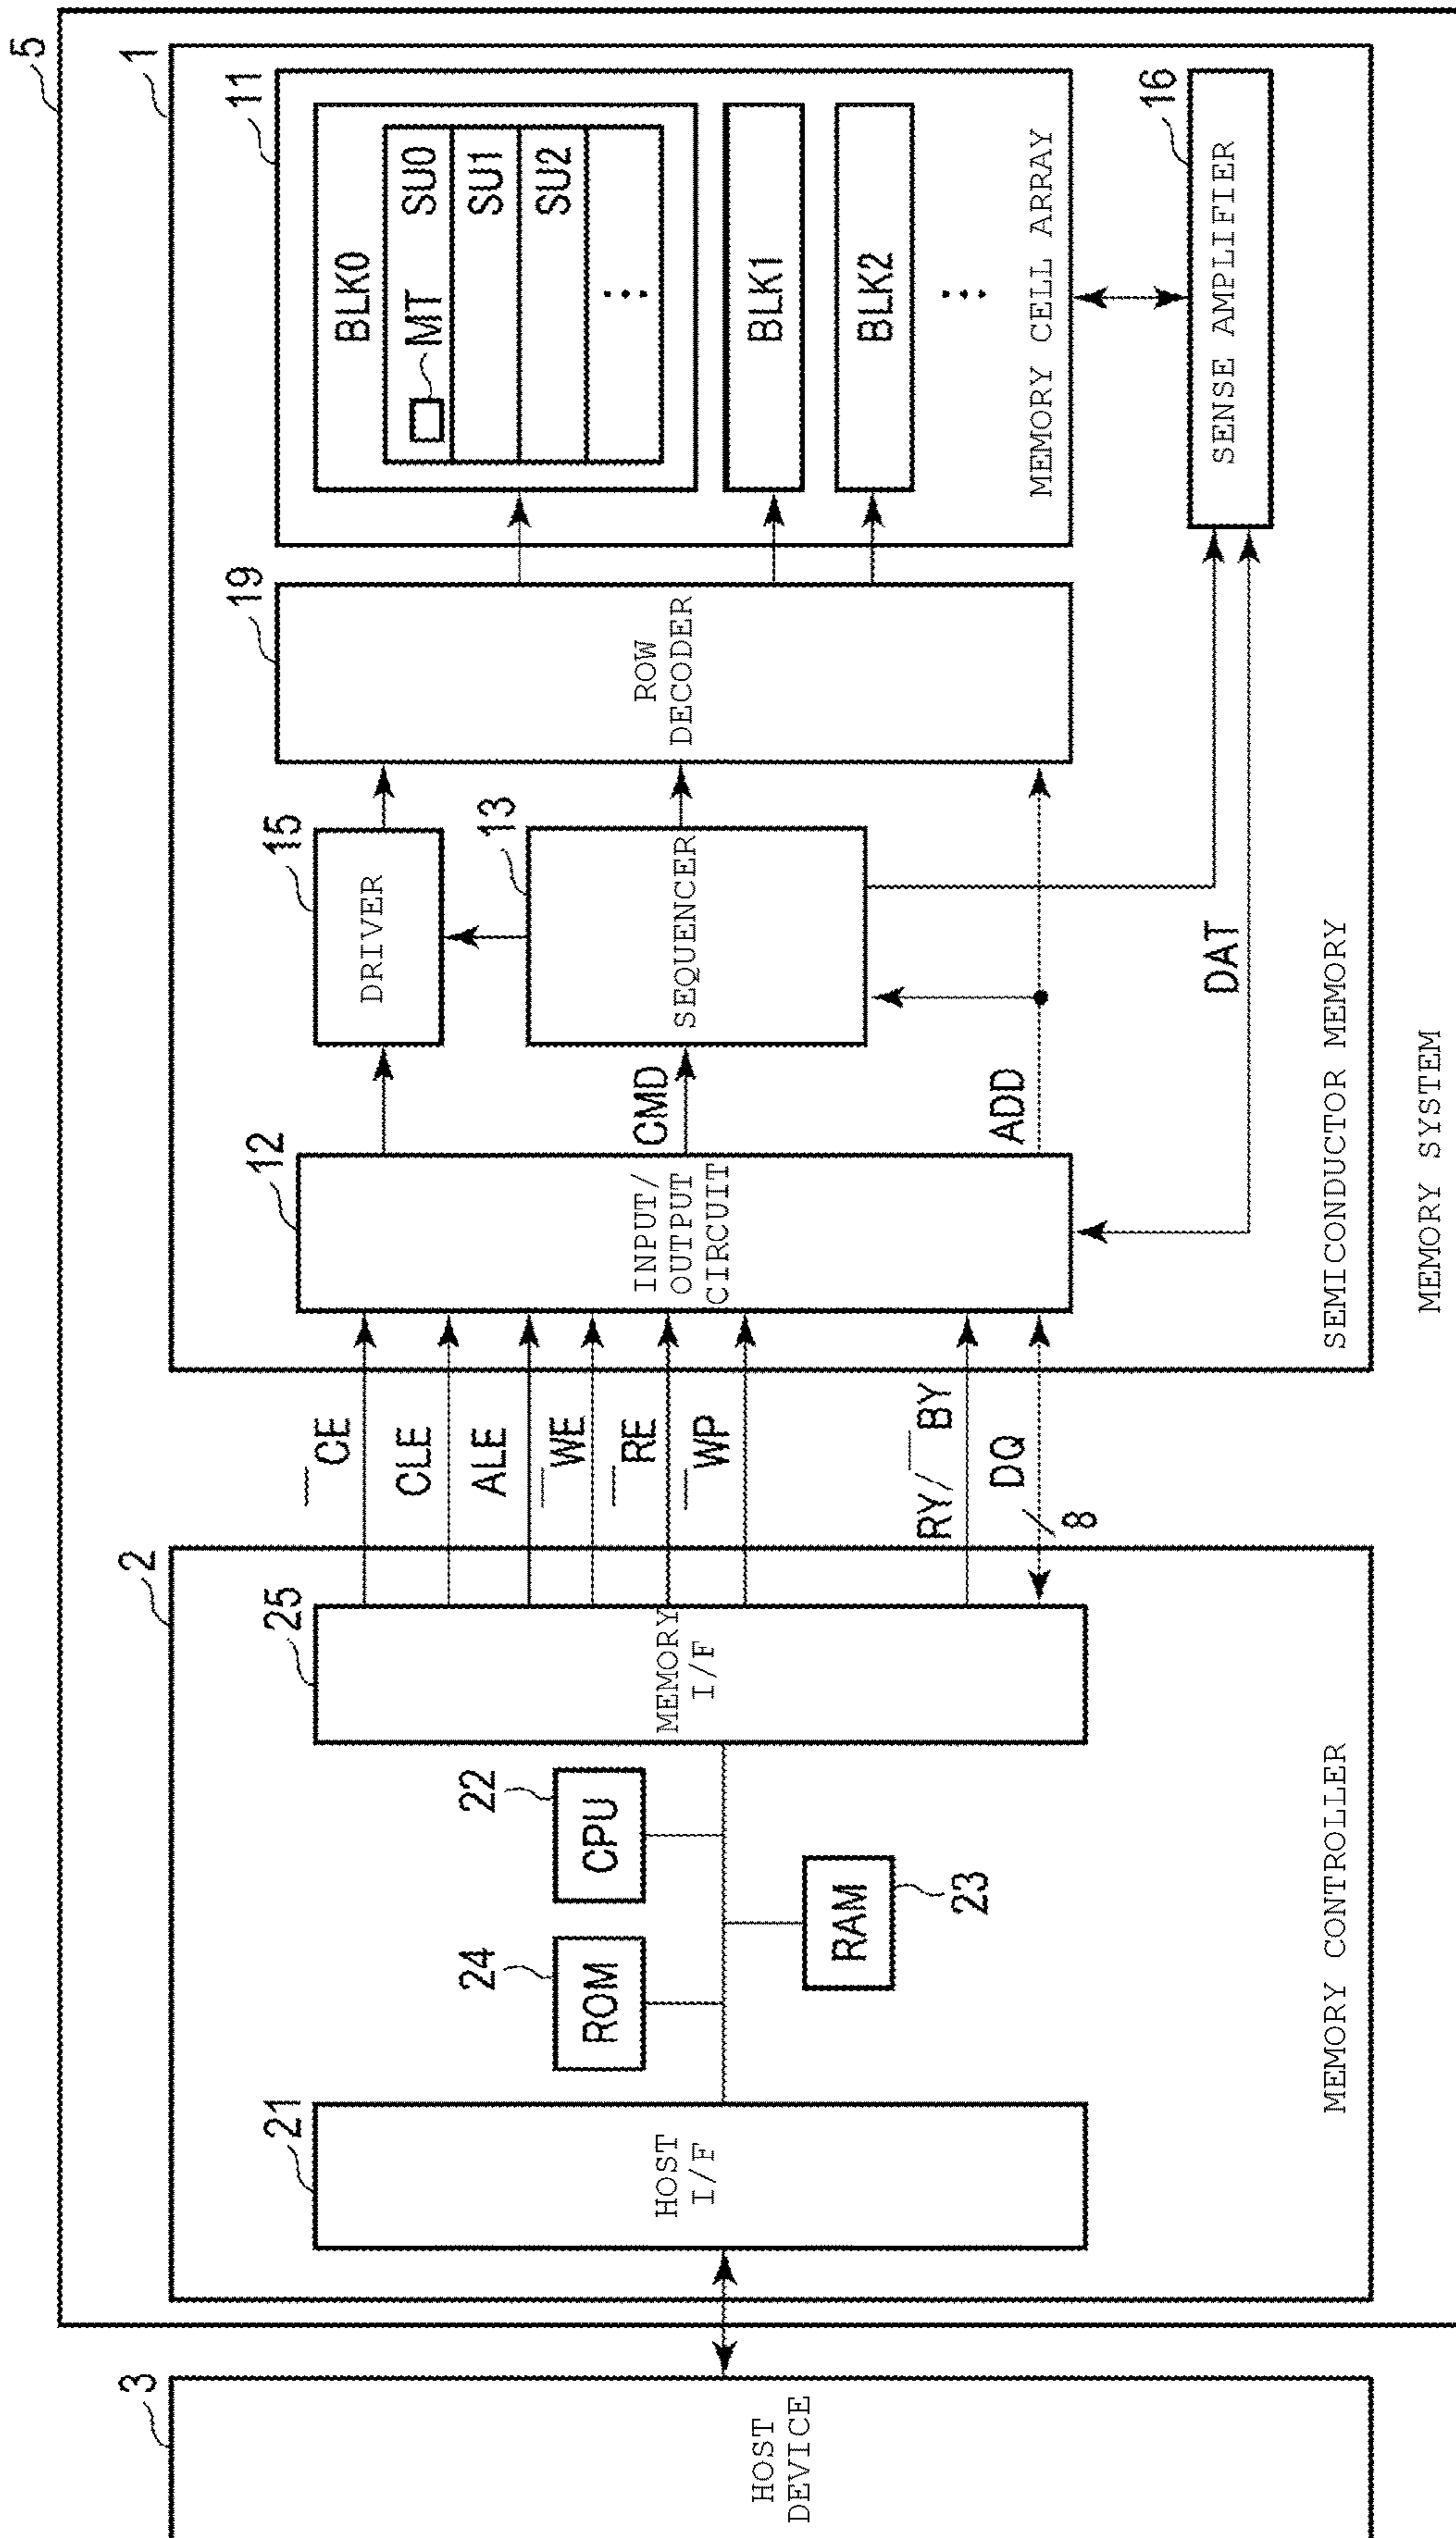 3
HOST
DEVICE
5
2
21
HOST
I/F
24
ROM
22
CPU
RAM
23
25
MEMORY
I/F
MEMORY CONTROLLER
CE
CLE
ALE
WE
RE
WP
RY/ BY
DQ
8
1
12
INPUT/
OUTPUT
CIRCUIT
CMD
ADD
15
DRIVER
13
SEQUENCER
DAT
19
ROW
DECODER
11
BLK0
MT
SU0
SU1
SU2
⋮
BLK1
BLK2
⋮
MEMORY CELL ARRAY
16
SENSE AMPLIFIER
SEMICONDUCTOR MEMORY
MEMORY SYSTEM